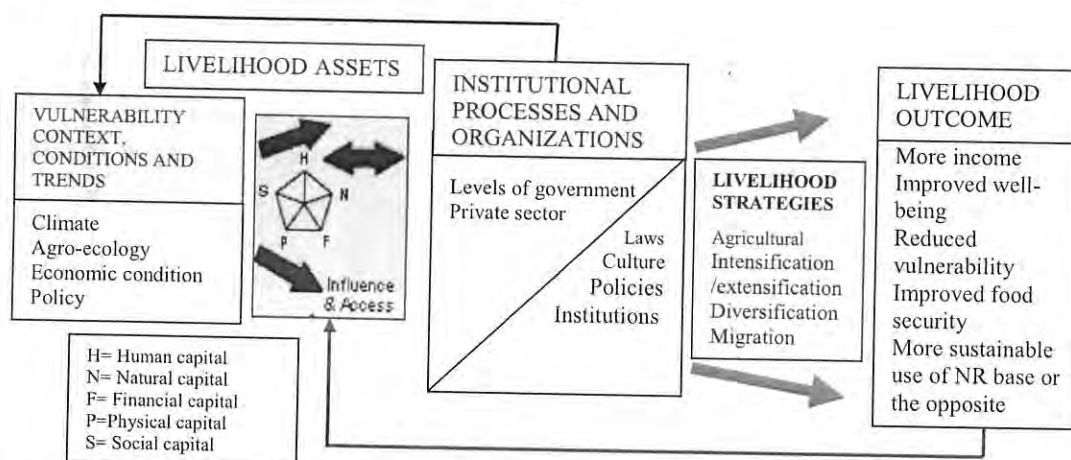 LIVELIHOOD ASSETS
VULNERABILITY
CONTEXT,
CONDITIONS AND
TRENDS
Climate
Agro-ecology
Economic condition
Policy
H
S
N
P
F
Influence
& Access
H= Human capital
N= Natural capital
F= Financial capital
P=Physical capital
S= Social capital
INSTITUTIONAL
PROCESSES AND
ORGANIZATIONS
Levels of government
Private sector
Laws
Culture
Policies
Institutions
LIVELIHOOD
STRATEGIES
Agricultural
Intensification
/extensification
Diversification
Migration
LIVELIHOOD
OUTCOME
More income
Improved well-
being
Reduced
vulnerability
Improved food
security
More sustainable
use of NR base or
the opposite